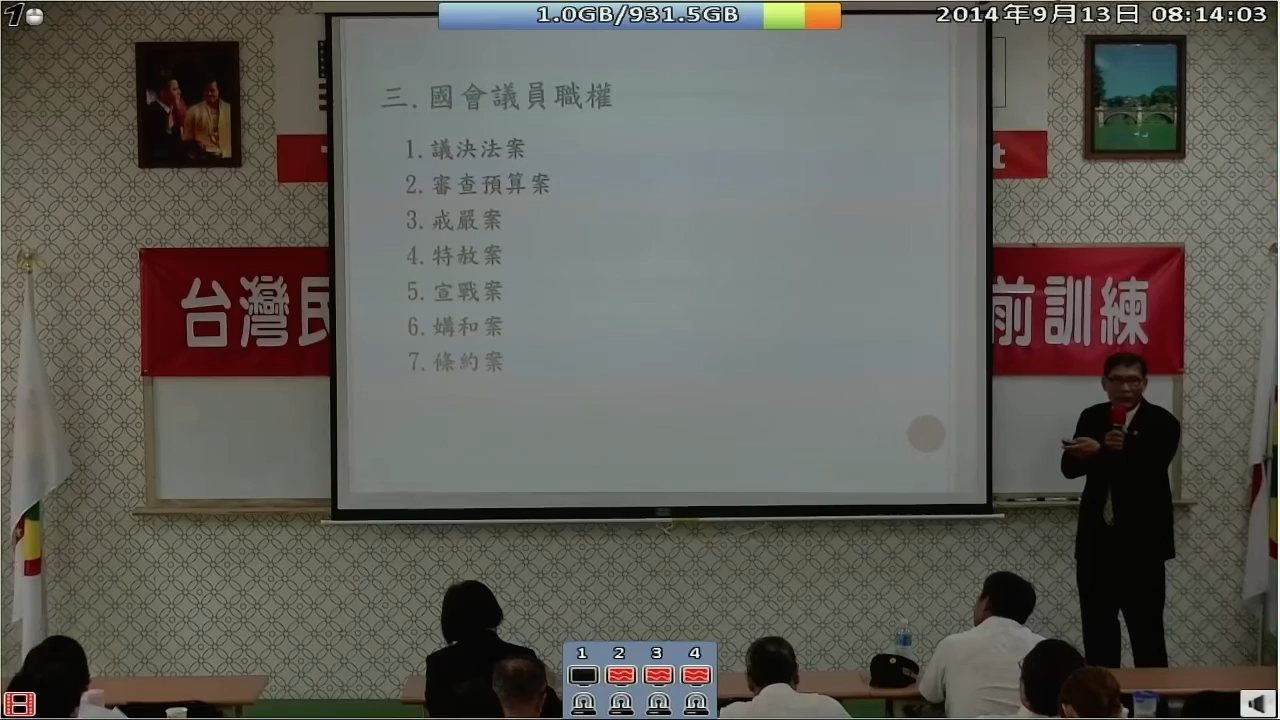 1
1.0GB/931.5GB
2014年9月13日 08:14:03
三.國會議員職權
1.議決法案
2.審查預算案
3.戒嚴案
4.特赦案
5.宣戰案
6.媾和案
7.條約案
t
台灣民
前訓練
1 2 3 4